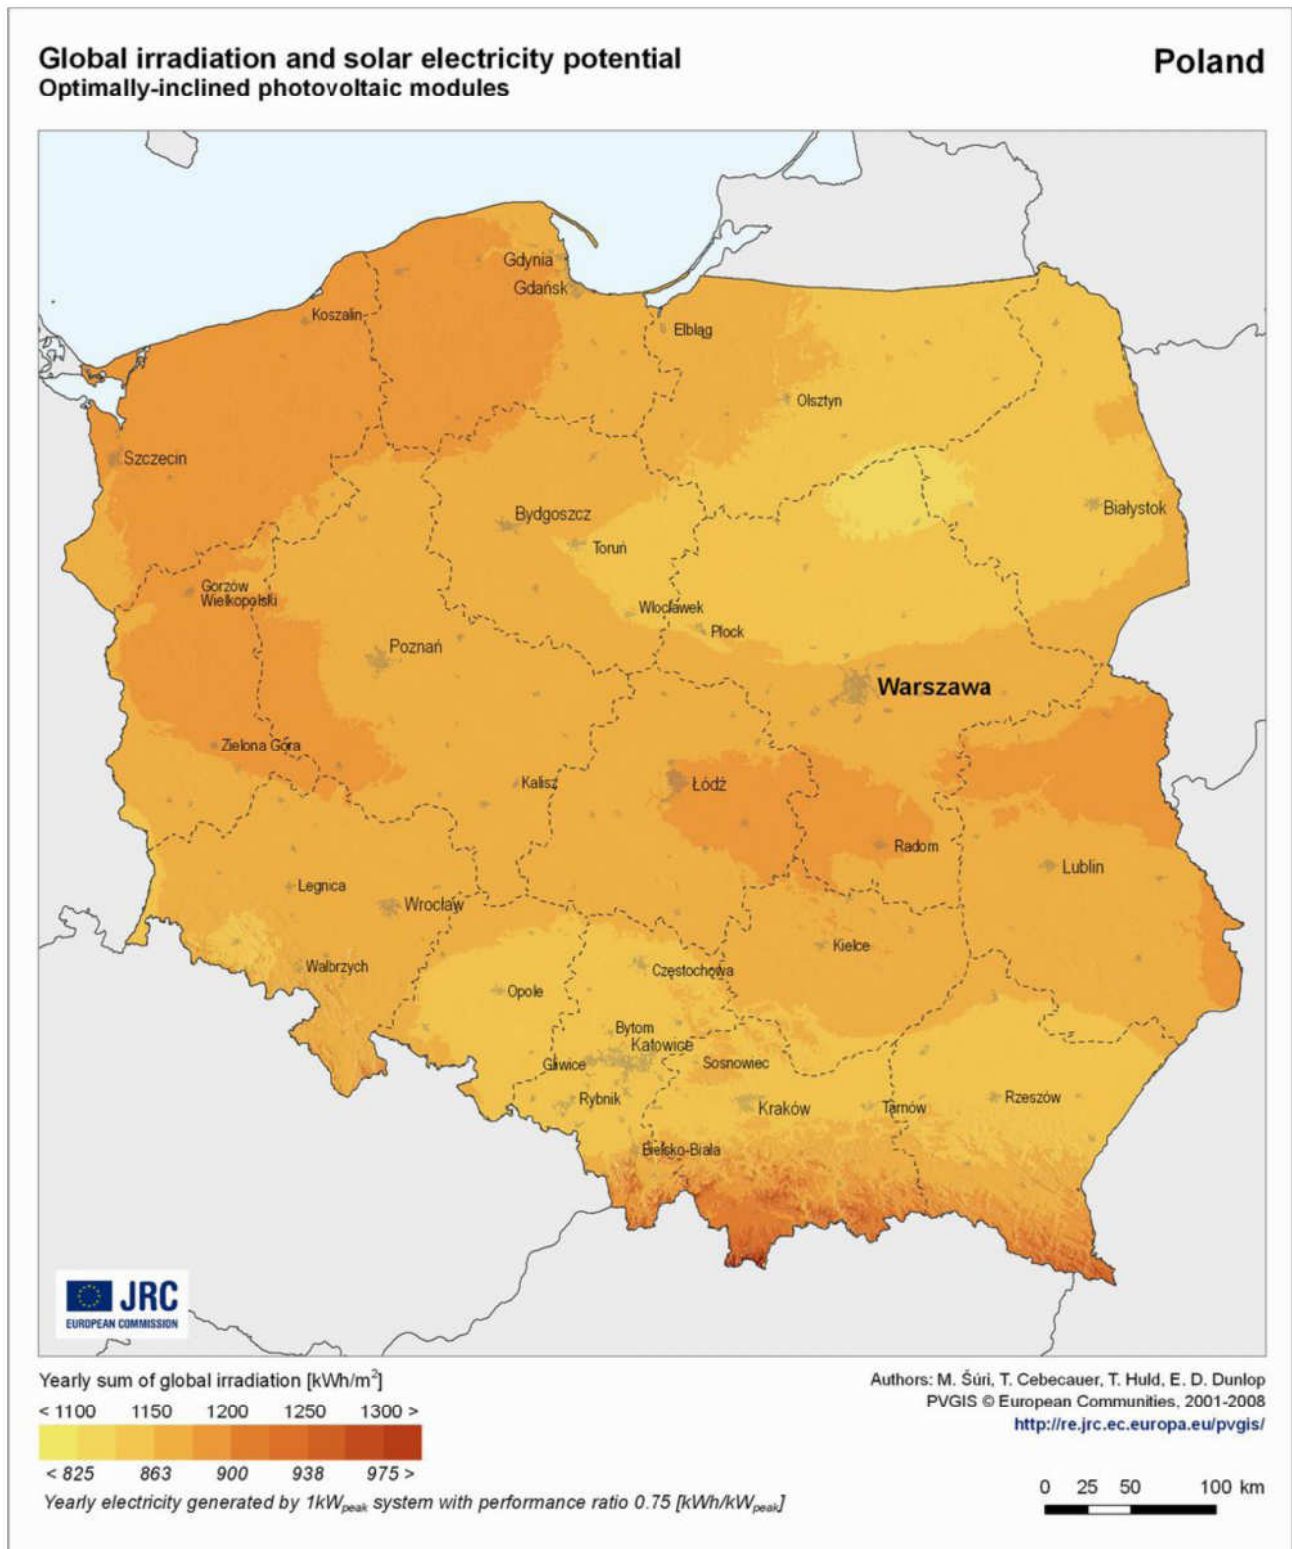 Global irradiation and solar electricity potential
Optimally-inclined photovoltaic modules
Poland
Gdynia
Gdańsk
Koszalin
Elbląg
Olsztyn
Szczecin
Bydgoszcz
Białystok
Toruń
Gorzów
Wielkopolski
Włocławek
Płock
Poznań
Warszawa
Zielona Góra
Kalisz
Łódź
Radom
Lublin
Legnica
Wrocław
Kielce
Wałbrzych
Częstochowa
Opole
Bytom
Katowice
Gliwice
Sosnowiec
Rybnik
Kraków
Tarnów
Rzeszów
Bielsko-Biała
JRC
EUROPEAN COMMISSION
Yearly sum of global irradiation [kWh/m²]
< 1100 1150 1200 1250 1300 >
< 825 863 900 938 975 >
Yearly electricity generated by 1kWpeak system with performance ratio 0.75 [kWh/kWpeak]
Authors: M. Šúri, T. Cebecauer, T. Huld, E. D. Dunlop
PVGIS © European Communities, 2001-2008
http://re.jrc.ec.europa.eu/pvgis/
0 25 50 100 km